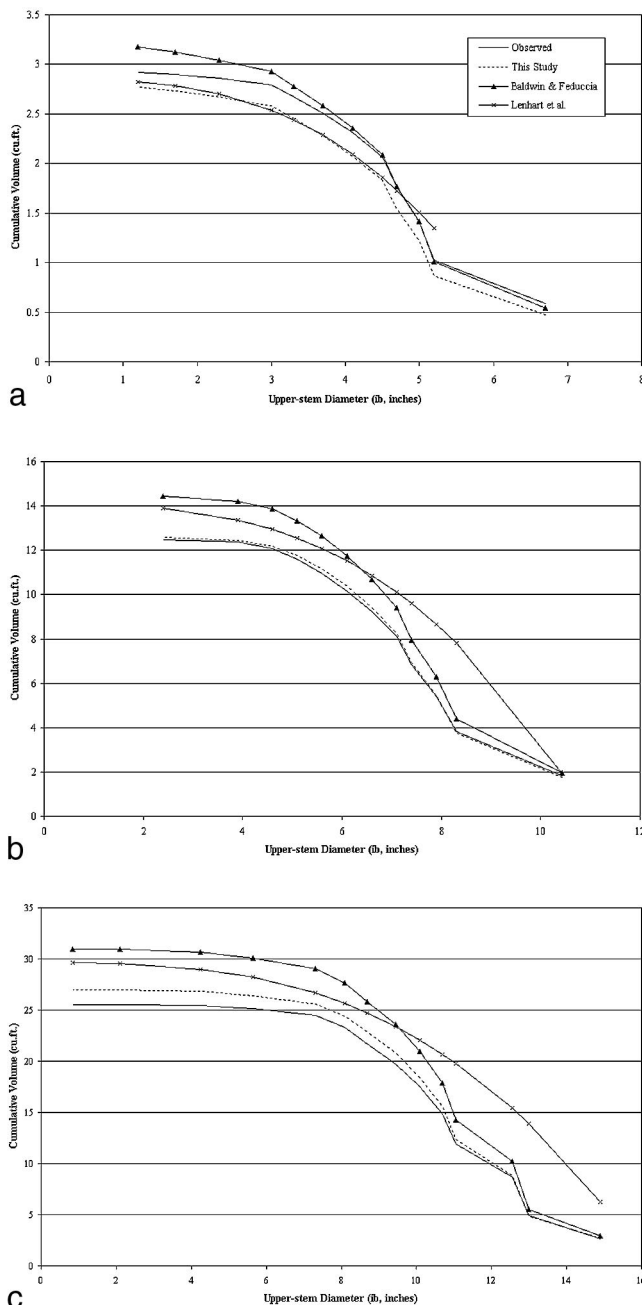 3.5
3
2.5
2
1.5
1
0.5
0
Cumulative Volume (cu.ft.)
Observed
This Study
Baldwin & Feduccia
Lenhart et al.
0 1 2 3 4 5 6 7 8
Upper-stem Diameter (ib, inches)
a
16
14
12
10
8
6
4
2
0
Cumulative Volume (cu.ft.)
0 2 4 6 8 10 12
Upper-stem Diameter (ib, inches)
b
35
30
25
20
15
10
5
0
Cumulative Volume (cu.ft.)
0 2 4 6 8 10 12 14 16
Upper-stem Diameter (ib, inches)
c